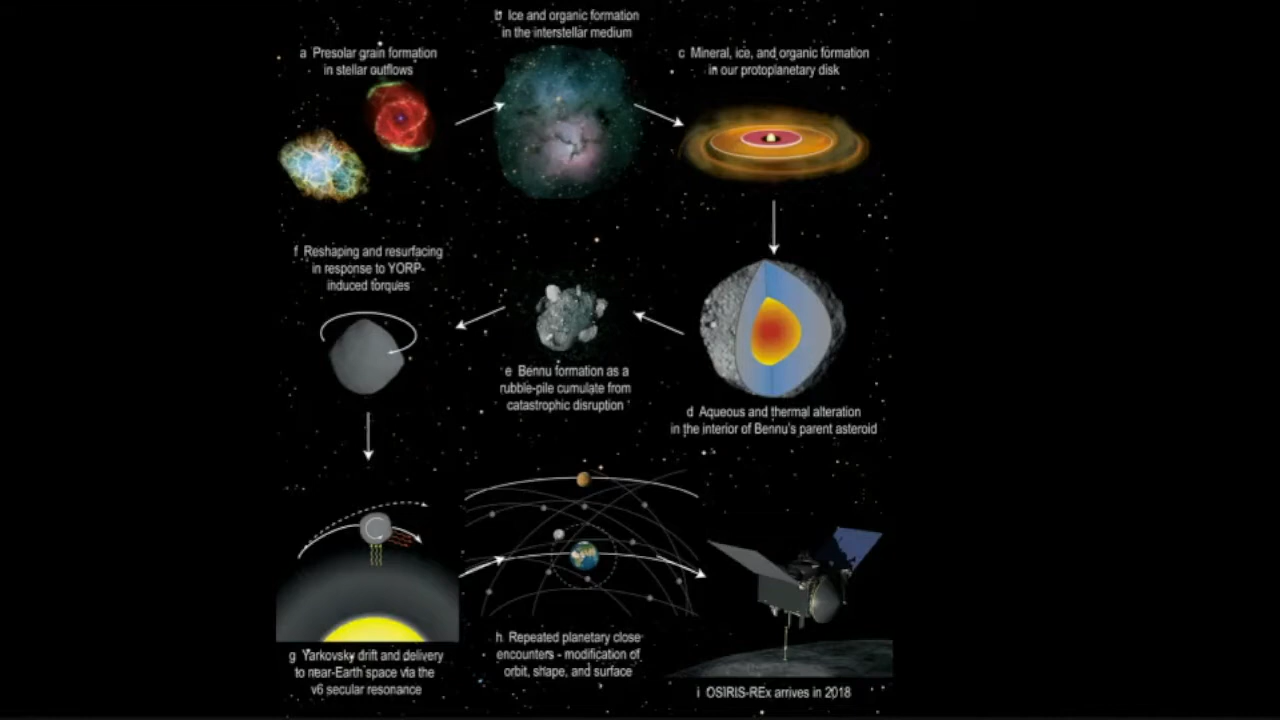 a Presolar grain formation
in stellar outflows
b Ice and organic formation
in the interstellar medium
c Mineral, ice, and organic formation
in our protoplanetary disk
d Aqueous and thermal alteration
in the interior of Bennu's parent asteroid
e Bennu formation as a
rubble-pile cumulate from
catastrophic disruption
f Reshaping and resurfacing
in response to YORP-
induced torques
g Yarkovsky drift and delivery
to near-Earth space via the
v6 secular resonance
h Repeated planetary close
encounters - modification of
orbit, shape, and surface
i OSIRIS-REx arrives in 2018